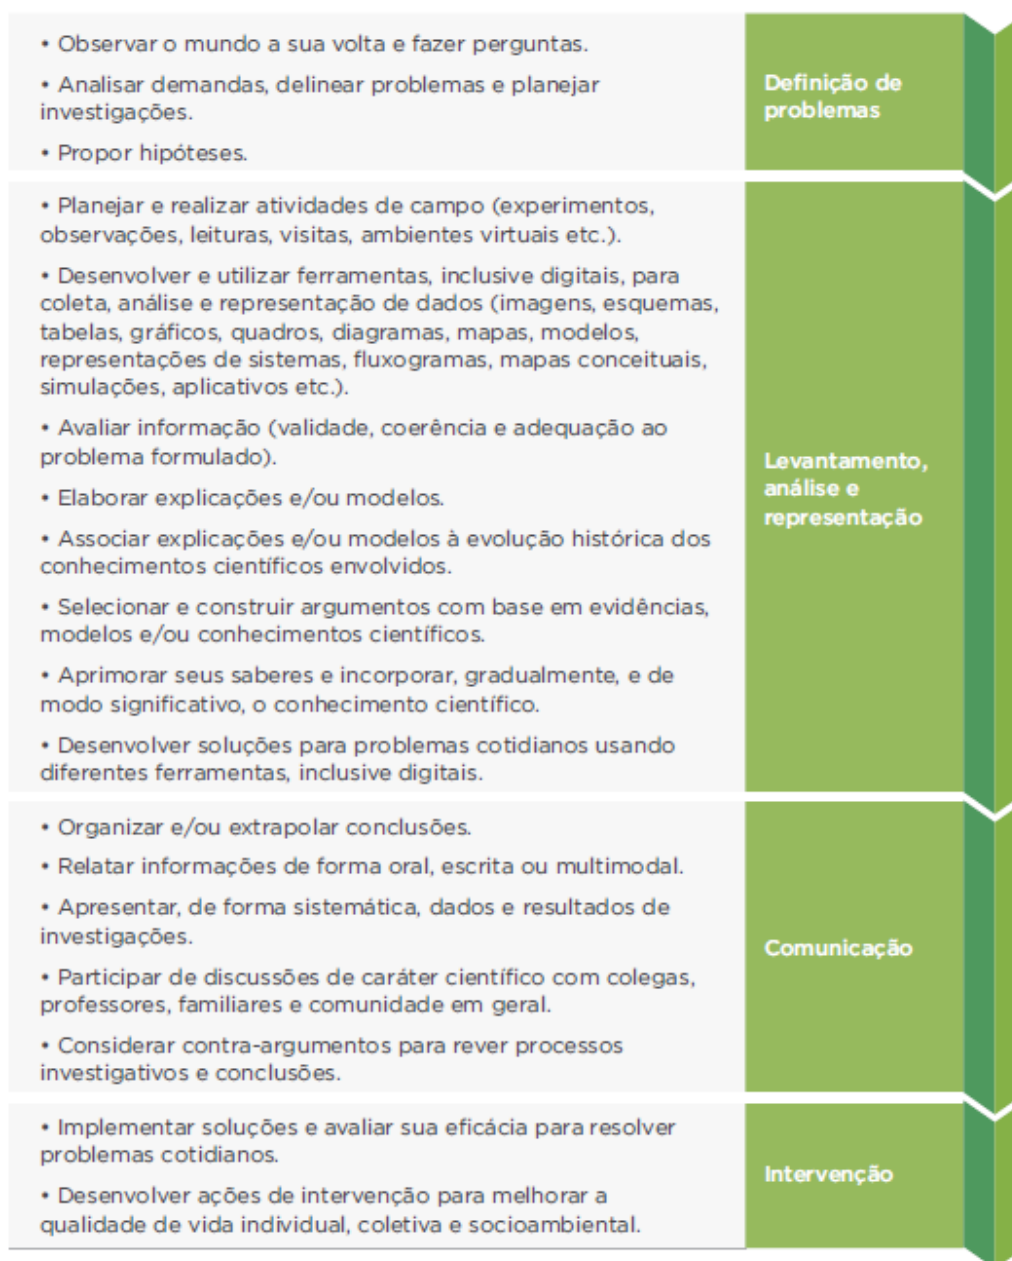 • Observar o mundo a sua volta e fazer perguntas.
• Analisar demandas, delinear problemas e planejar
investigações.
• Propor hipóteses.
Definição de
problemas
• Planejar e realizar atividades de campo (experimentos,
observações, leituras, visitas, ambientes virtuais etc.).
• Desenvolver e utilizar ferramentas, inclusive digitais, para
coleta, análise e representação de dados (imagens, esquemas,
tabelas, gráficos, quadros, diagramas, mapas, modelos,
representações de sistemas, fluxogramas, mapas conceituais,
simulações, aplicativos etc.).
• Avaliar informação (validade, coerência e adequação ao
problema formulado).
• Elaborar explicações e/ou modelos.
• Associar explicações e/ou modelos à evolução histórica dos
conhecimentos científicos envolvidos.
• Selecionar e construir argumentos com base em evidências,
modelos e/ou conhecimentos científicos.
• Aprimorar seus saberes e incorporar, gradualmente, e de
modo significativo, o conhecimento científico.
• Desenvolver soluções para problemas cotidianos usando
diferentes ferramentas, inclusive digitais.
Levantamento,
análise e
representação
• Organizar e/ou extrapolar conclusões.
• Relatar informações de forma oral, escrita ou multimodal.
• Apresentar, de forma sistemática, dados e resultados de
investigações.
• Participar de discussões de caráter científico com colegas,
professores, familiares e comunidade em geral.
• Considerar contra-argumentos para rever processos
investigativos e conclusões.
Comunicação
• Implementar soluções e avaliar sua eficácia para resolver
problemas cotidianos.
• Desenvolver ações de intervenção para melhorar a
qualidade de vida individual, coletiva e socioambiental.
Intervenção